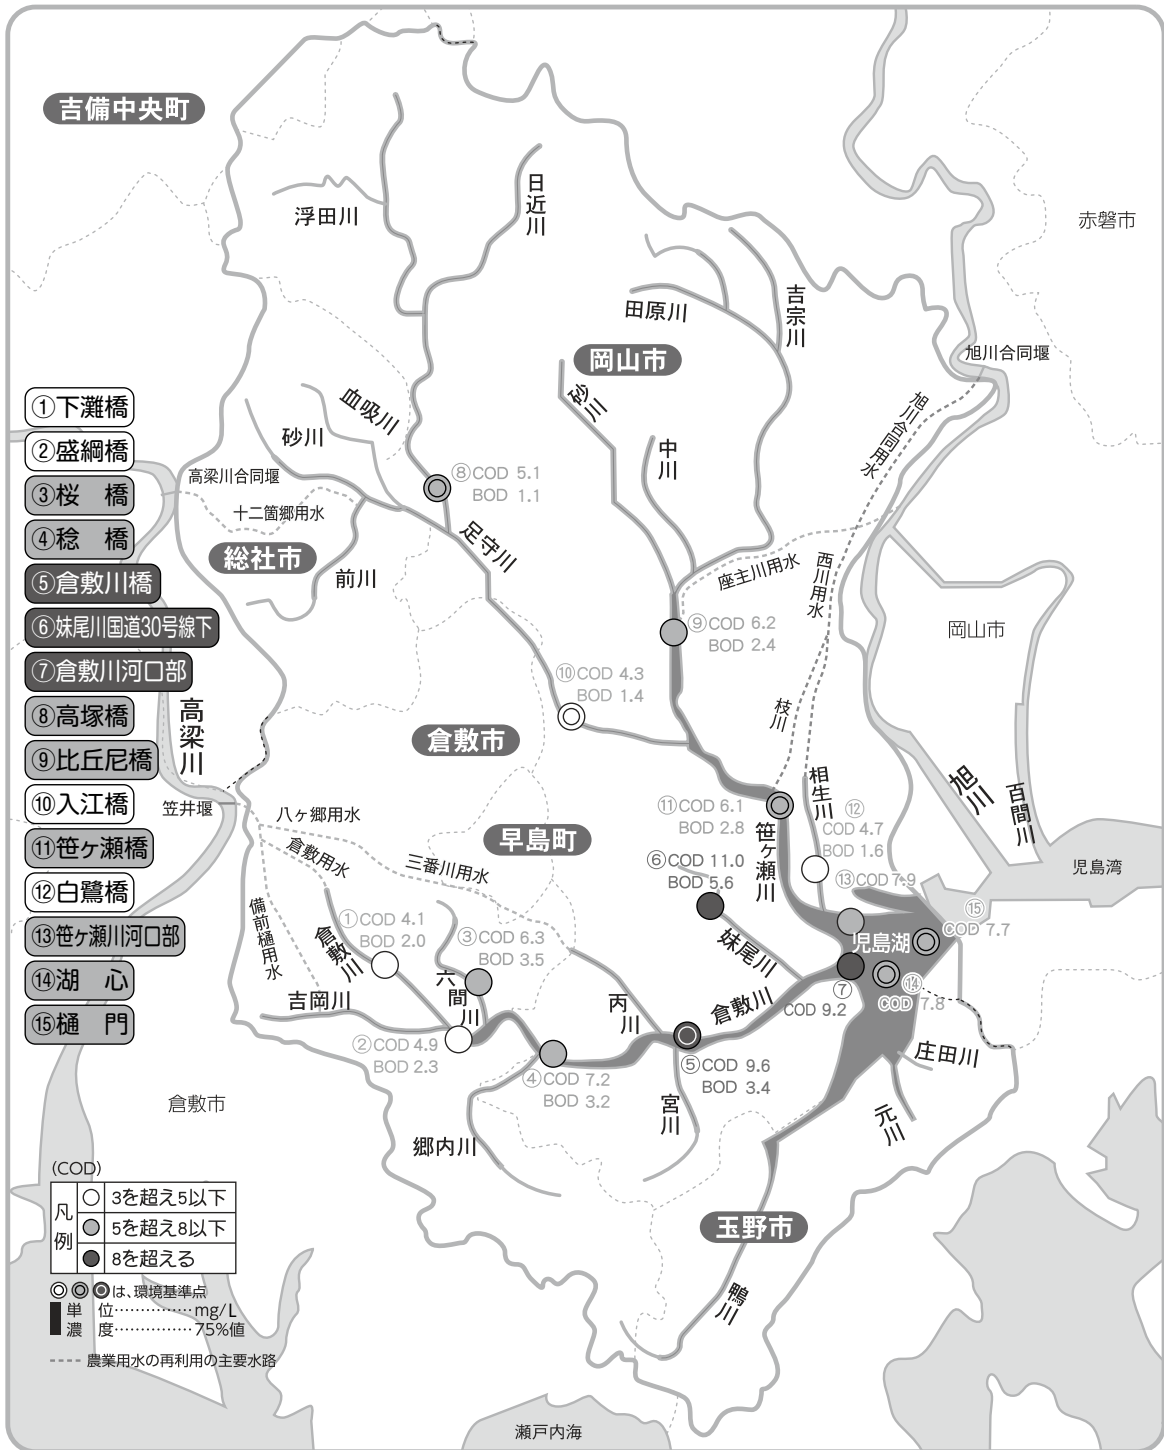 吉備中央町
浮田川
日近川
赤磐市
田原川
吉宗川
岡山市
旭川合同堰
砂川
血吸川
砂川
中川
旭川合同用水
高梁川合同堰
十二箇郷用水
⑧COD 5.1
BOD 1.1
総社市
前川
足守川
座主川用水
西川用水
岡山市
⑨COD 6.2
BOD 2.4
⑩COD 4.3
BOD 1.4
枝川
①下灘橋
②盛綱橋
③桜　橋
④稔　橋
⑤倉敷川橋
⑥妹尾川国道30号線下
⑦倉敷川河口部
⑧高塚橋
⑨比丘尼橋
⑩入江橋
⑪笹ヶ瀬橋
⑫白鷺橋
⑬笹ヶ瀬川河口部
⑭湖　心
⑮樋　門
高梁川
倉敷市
笠井堰
八ヶ郷用水
倉敷用水
早島町
三番川用水
⑪COD 6.1
BOD 2.8
笹ヶ瀬川
相生川
⑫
COD 4.7
BOD 1.6
旭川
百間川
児島湾
⑥COD 11.0
BOD 5.6
⑬COD 7.9
⑮
COD 7.7
児島湖
備前樋用水
①COD 4.1
BOD 2.0
倉敷川
③COD 6.3
BOD 3.5
六間川
吉岡川
妹尾川
丙川
倉敷川
⑦
COD 9.2
⑭
COD 7.8
②COD 4.9
BOD 2.3
④COD 7.2
BOD 3.2
⑤COD 9.6
BOD 3.4
庄田川
元川
宮川
倉敷市
郷内川
玉野市
鴨川
(COD)
凡例
3を超え5以下
5を超え8以下
8を超える
は、環境基準点
単　位……………mg/L
濃　度……………75%値
農業用水の再利用の主要水路
瀬戸内海